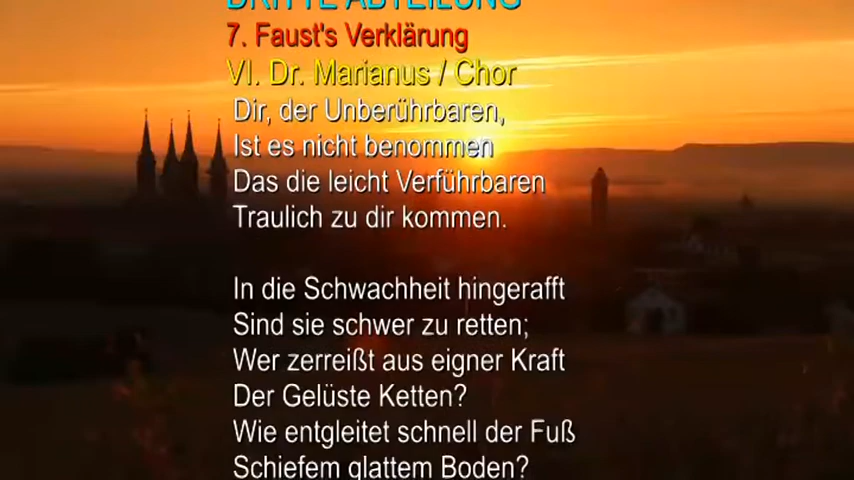 DRITTE ABTEILUNG
7. Faust's Verklärung
VI. Dr. Marianus / Chor
Dir, der Unberührbaren,
Ist es nicht benommen
Das die leicht Verführbaren
Traulich zu dir kommen.
In die Schwachheit hingerafft
Sind sie schwer zu retten;
Wer zerreißt aus eigner Kraft
Der Gelüste Ketten?
Wie entgleitet schnell der Fuß
Schiefem glattem Boden?